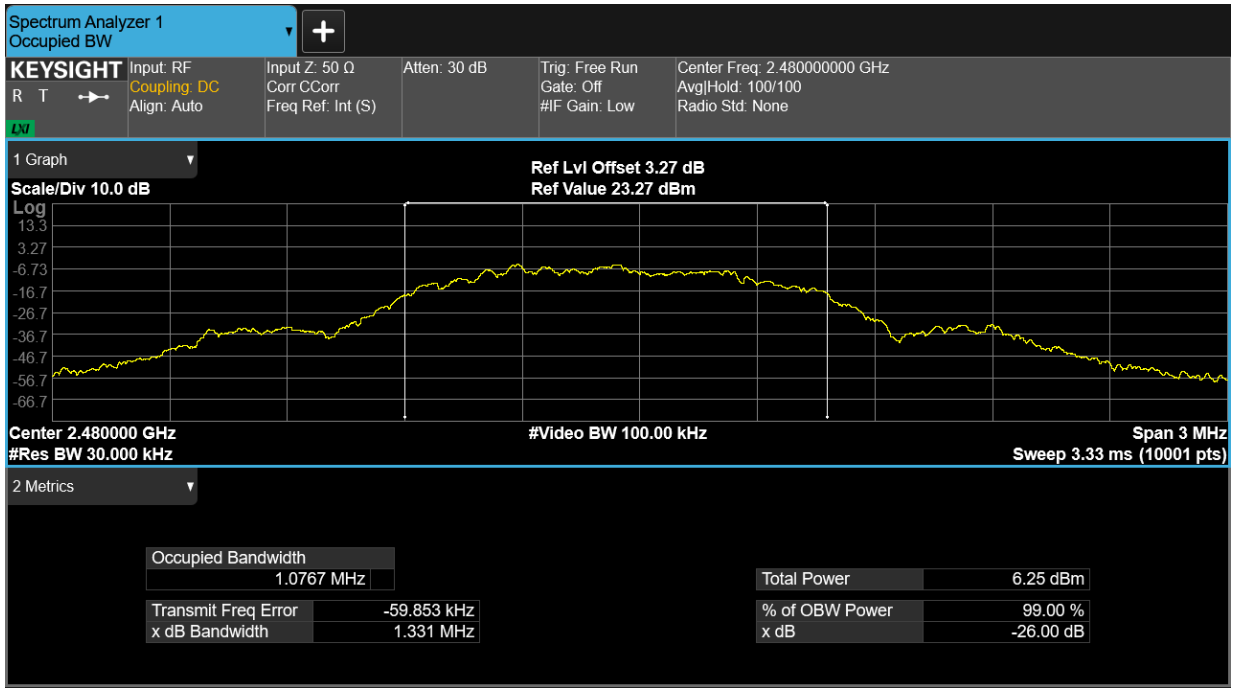 Spectrum Analyzer 1
Occupied BW
KEYSIGHT
R T
LXI
Input: RF
Coupling: DC
Align: Auto
Input Z: 50 Ω
Corr CCorr
Freq Ref: Int (S)
Atten: 30 dB
Trig: Free Run
Gate: Off
#IF Gain: Low
Center Freq: 2.480000000 GHz
Avg|Hold: 100/100
Radio Std: None
1 Graph
Scale/Div 10.0 dB
Ref Lvl Offset 3.27 dB
Ref Value 23.27 dBm
Log
13.3
3.27
-6.73
-16.7
-26.7
-36.7
-46.7
-56.7
-66.7
Center 2.480000 GHz
#Video BW 100.00 kHz
Span 3 MHz
#Res BW 30.000 kHz
Sweep 3.33 ms (10001 pts)
2 Metrics
Occupied Bandwidth
1.0767 MHz
Total Power 6.25 dBm
Transmit Freq Error -59.853 kHz
% of OBW Power 99.00 %
x dB Bandwidth 1.331 MHz
x dB -26.00 dB